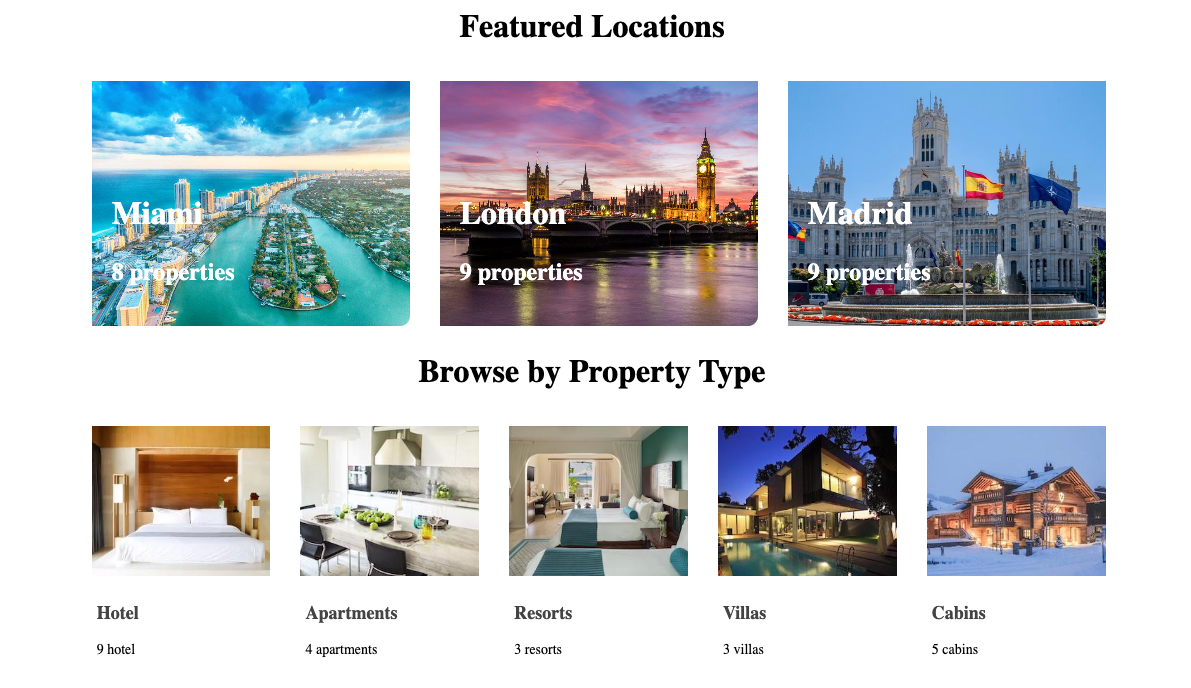 Featured Locations
Miami
8 properties
London
9 properties
Madrid
9 properties
Browse by Property Type
Hotel
9 hotel
Apartments
4 apartments
Resorts
3 resorts
Villas
3 villas
Cabins
5 cabins